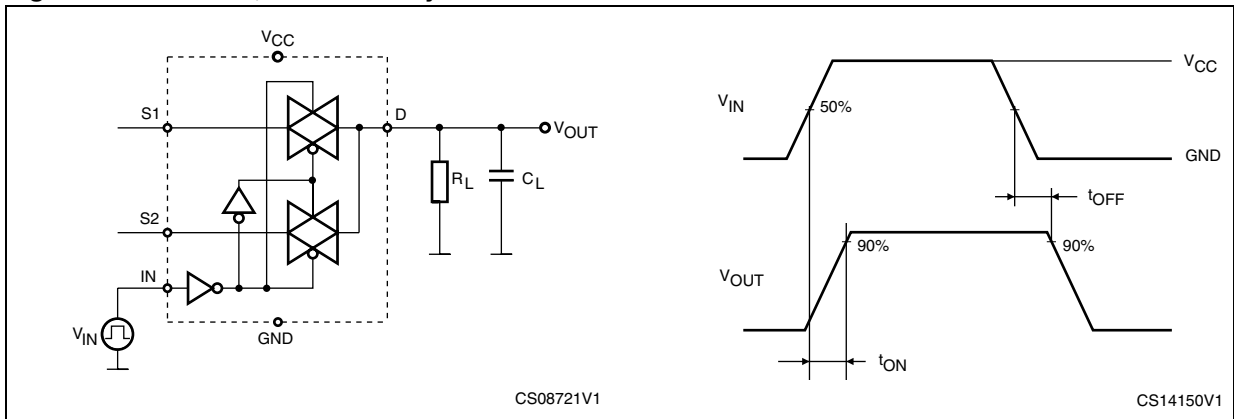 VCC
S1
D
VOUT
RL
CL
S2
IN
VIN
GND
CS08721V1
VCC
VIN
50%
GND
tOFF
90%
90%
VOUT
tON
CS14150V1